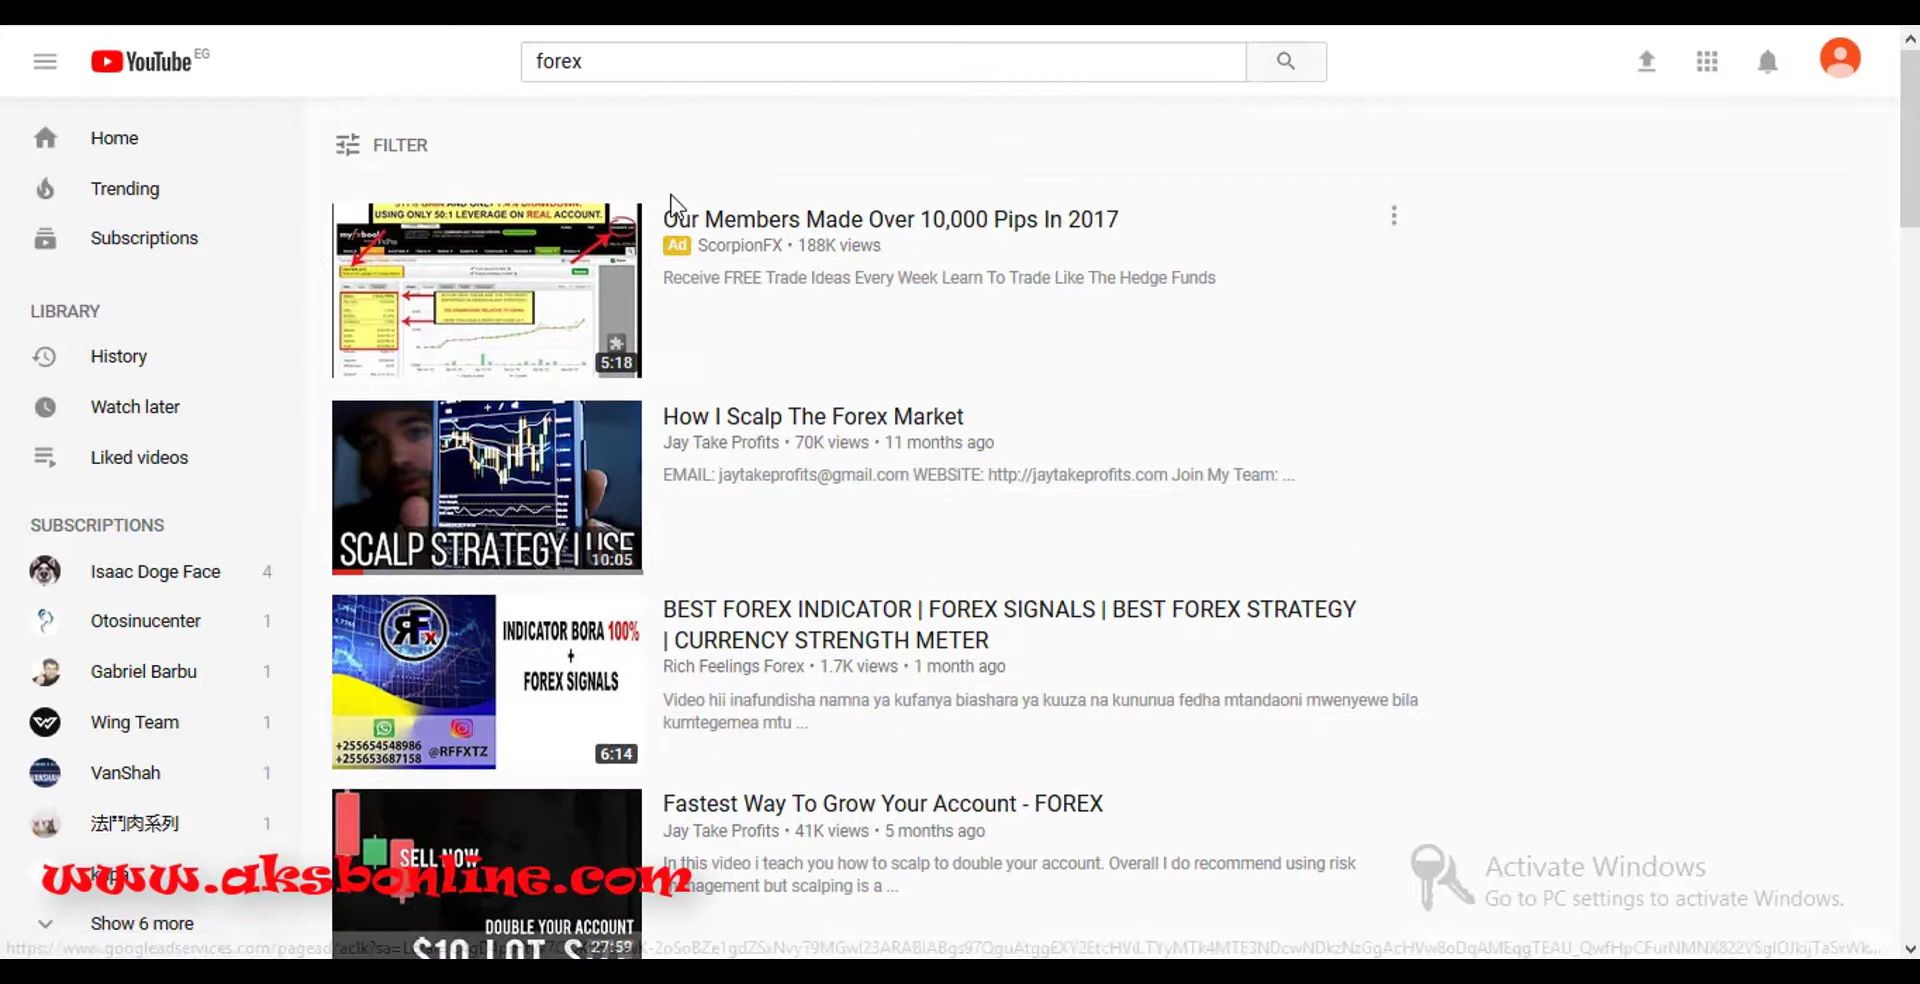 YouTube EG
forex
Home
Trending
Subscriptions
LIBRARY
History
Watch later
Liked videos
SUBSCRIPTIONS
Isaac Doge Face 4
Otosinucenter 1
Gabriel Barbu 1
Wing Team 1
VanShah 1
法鬥肉系列 1
Show 6 more
FILTER
USING ONLY 50:1 LEVERAGE ON REAL ACCOUNT.
5:18
Our Members Made Over 10,000 Pips In 2017
Ad ScorpionFX • 188K views
Receive FREE Trade Ideas Every Week Learn To Trade Like The Hedge Funds
SCALP STRATEGY I USE
10:05
How I Scalp The Forex Market
Jay Take Profits • 70K views • 11 months ago
EMAIL: jaytakeprofits@gmail.com WEBSITE: http://jaytakeprofits.com Join My Team: ...
RFx
INDICATOR BORA 100%
+
FOREX SIGNALS
+255654548986
+255653687158
@RFFXTZ
6:14
BEST FOREX INDICATOR | FOREX SIGNALS | BEST FOREX STRATEGY
| CURRENCY STRENGTH METER
Rich Feelings Forex • 1.7K views • 1 month ago
Video hii inafundisha namna ya kufanya biashara ya kuuza na kununua fedha mtandaoni mwenyewe bila
kumtegemea mtu ...
SELL NOW
DOUBLE YOUR ACCOUNT
27:59
Fastest Way To Grow Your Account - FOREX
Jay Take Profits • 41K views • 5 months ago
In this video i teach you how to scalp to double your account. Overall I do recommend using risk
management but scalping is a ...
www.aksbonline.com
Activate Windows
Go to PC settings to activate Windows.